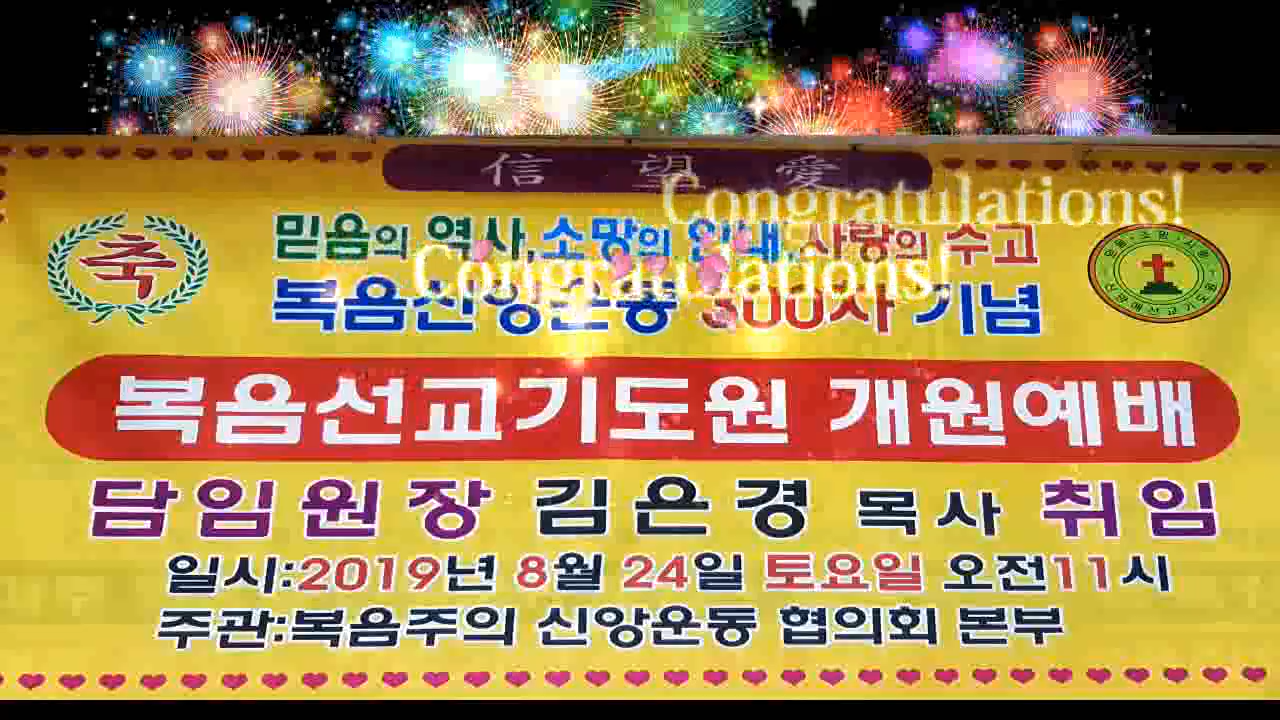 信 望 愛
Congratulations!
축
믿음의 역사, 소망의 인내, 사랑의 수고
Congratulations!
복음신앙운동 300차 기념
복음선교기도원 개원예배
담임원장 김은경 목사 취임
일시:2019년 8월 24일 토요일 오전11시
주관:복음주의 신앙운동 협의회 본부